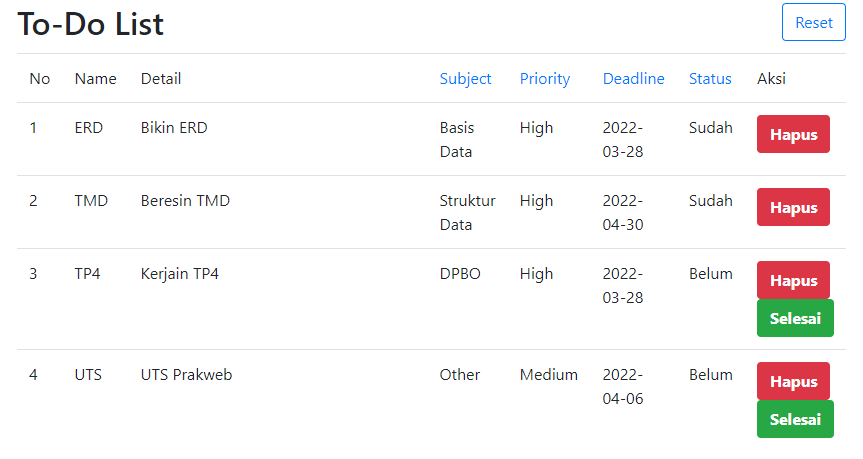 To-Do List Reset
No Name Detail Subject Priority Deadline Status Aksi
1 ERD Bikin ERD Basis High 2022- Sudah Hapus
Data 03-28
2 TMD Beresin TMD Struktur High 2022- Sudah Hapus
Data 04-30
3 TP4 Kerjain TP4 DPBO High 2022- Belum Hapus
03-28
Selesai
4 UTS UTS Prakweb Other Medium 2022- Belum Hapus
04-06
Selesai